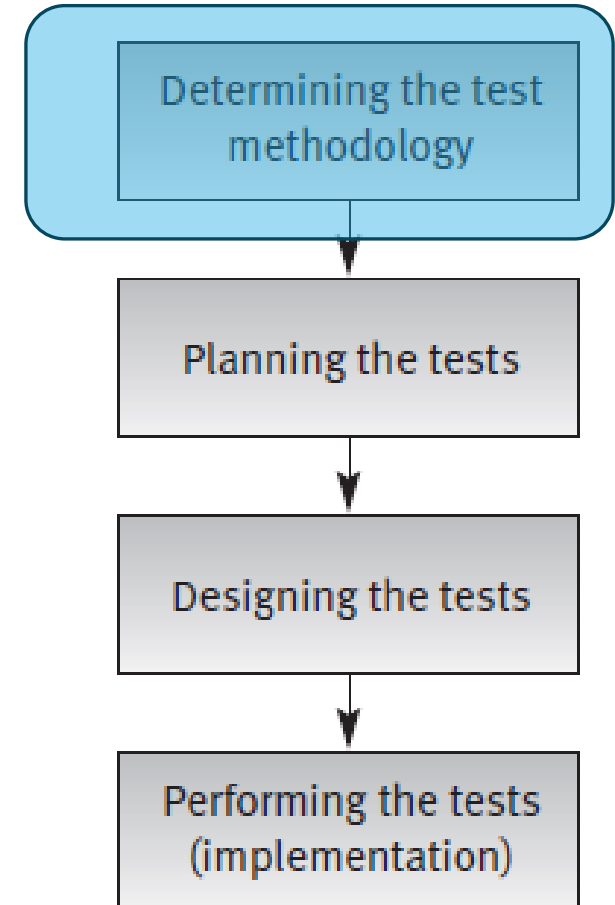 Determining the test
methodology
Planning the tests
Designing the tests
Performing the tests
(implementation)